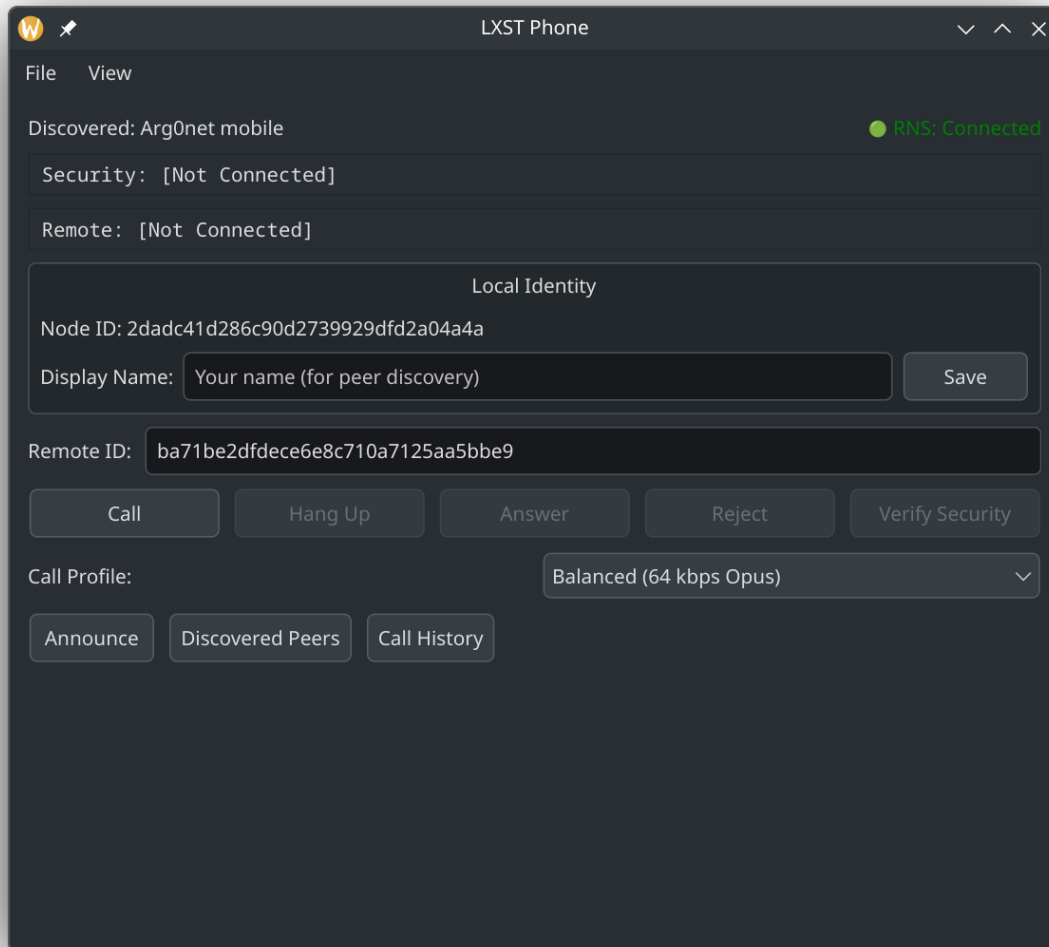 LXST Phone
File View
Discovered: Arg0net mobile RNS: Connected
Security: [Not Connected]
Remote: [Not Connected]
Local Identity
Node ID: 2dadc41d286c90d2739929dfd2a04a4a
Display Name: Your name (for peer discovery) Save
Remote ID: ba71be2dfdece6e8c710a7125aa5bbe9
Call Hang Up Answer Reject Verify Security
Call Profile: Balanced (64 kbps Opus)
Announce Discovered Peers Call History